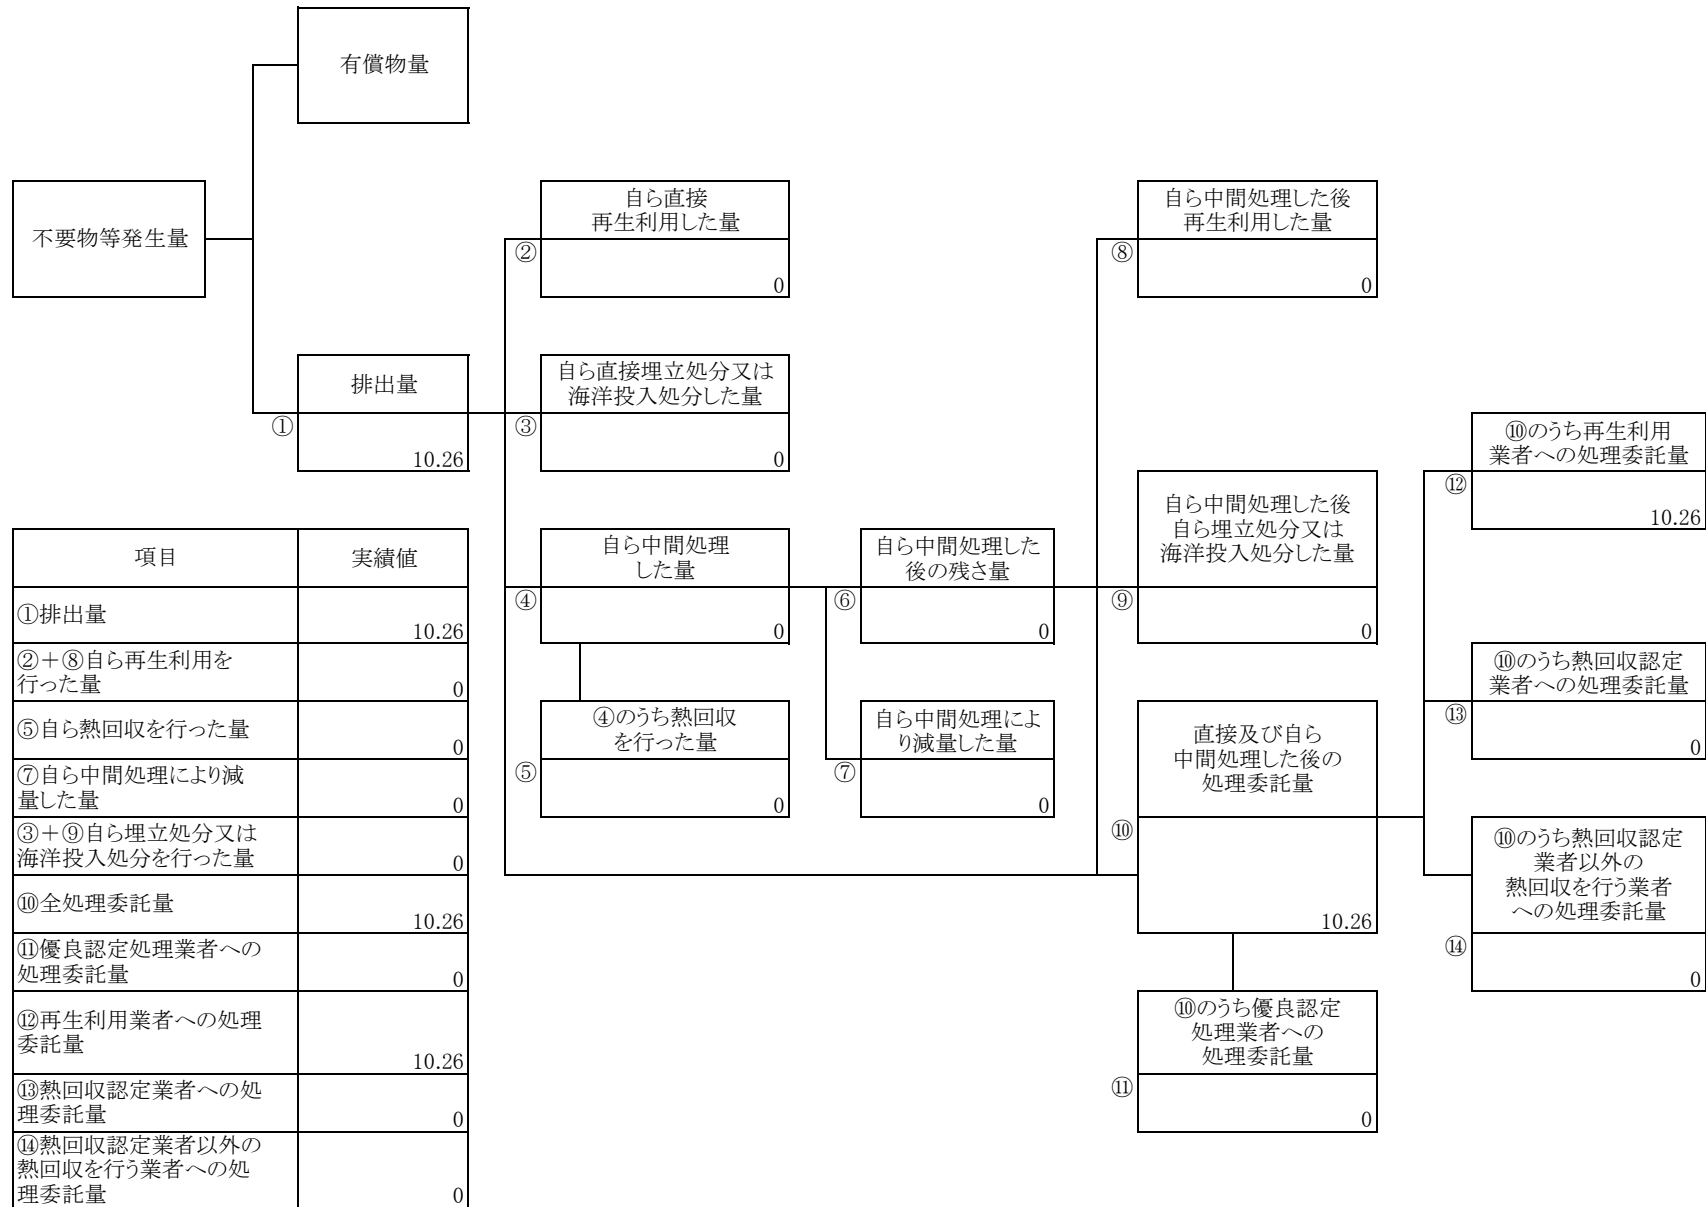 有償物量
不要物等発生量
自ら直接
再生利用した量
②
0
自ら中間処理した後
再生利用した量
⑧
0
排出量
①
10.26
自ら直接埋立処分又は
海洋投入処分した量
③
0
⑩のうち再生利用
業者への処理委託量
⑫
10.26
自ら中間処理
した量
④
0
自ら中間処理した
後の残さ量
⑥
0
自ら中間処理した後
自ら埋立処分又は
海洋投入処分した量
⑨
0
④のうち熱回収
を行った量
⑤
0
自ら中間処理によ
り減量した量
⑦
0
直接及び自ら
中間処理した後の
処理委託量
⑩
10.26
⑩のうち熱回収認定
業者への処理委託量
⑬
0
⑩のうち熱回収認定
業者以外の
熱回収を行う業者
への処理委託量
⑭
0
⑩のうち優良認定
処理業者への
処理委託量
⑪
0
項目 実績値
①排出量
10.26
②+⑧自ら再生利用を
行った量
0
⑤自ら熱回収を行った量
0
⑦自ら中間処理により減
量した量
0
③+⑨自ら埋立処分又は
海洋投入処分を行った量
0
⑩全処理委託量
10.26
⑪優良認定処理業者への
処理委託量
0
⑫再生利用業者への処理
委託量
10.26
⑬熱回収認定業者への処
理委託量
0
⑭熱回収認定業者以外の
熱回収を行う業者への処
理委託量
0